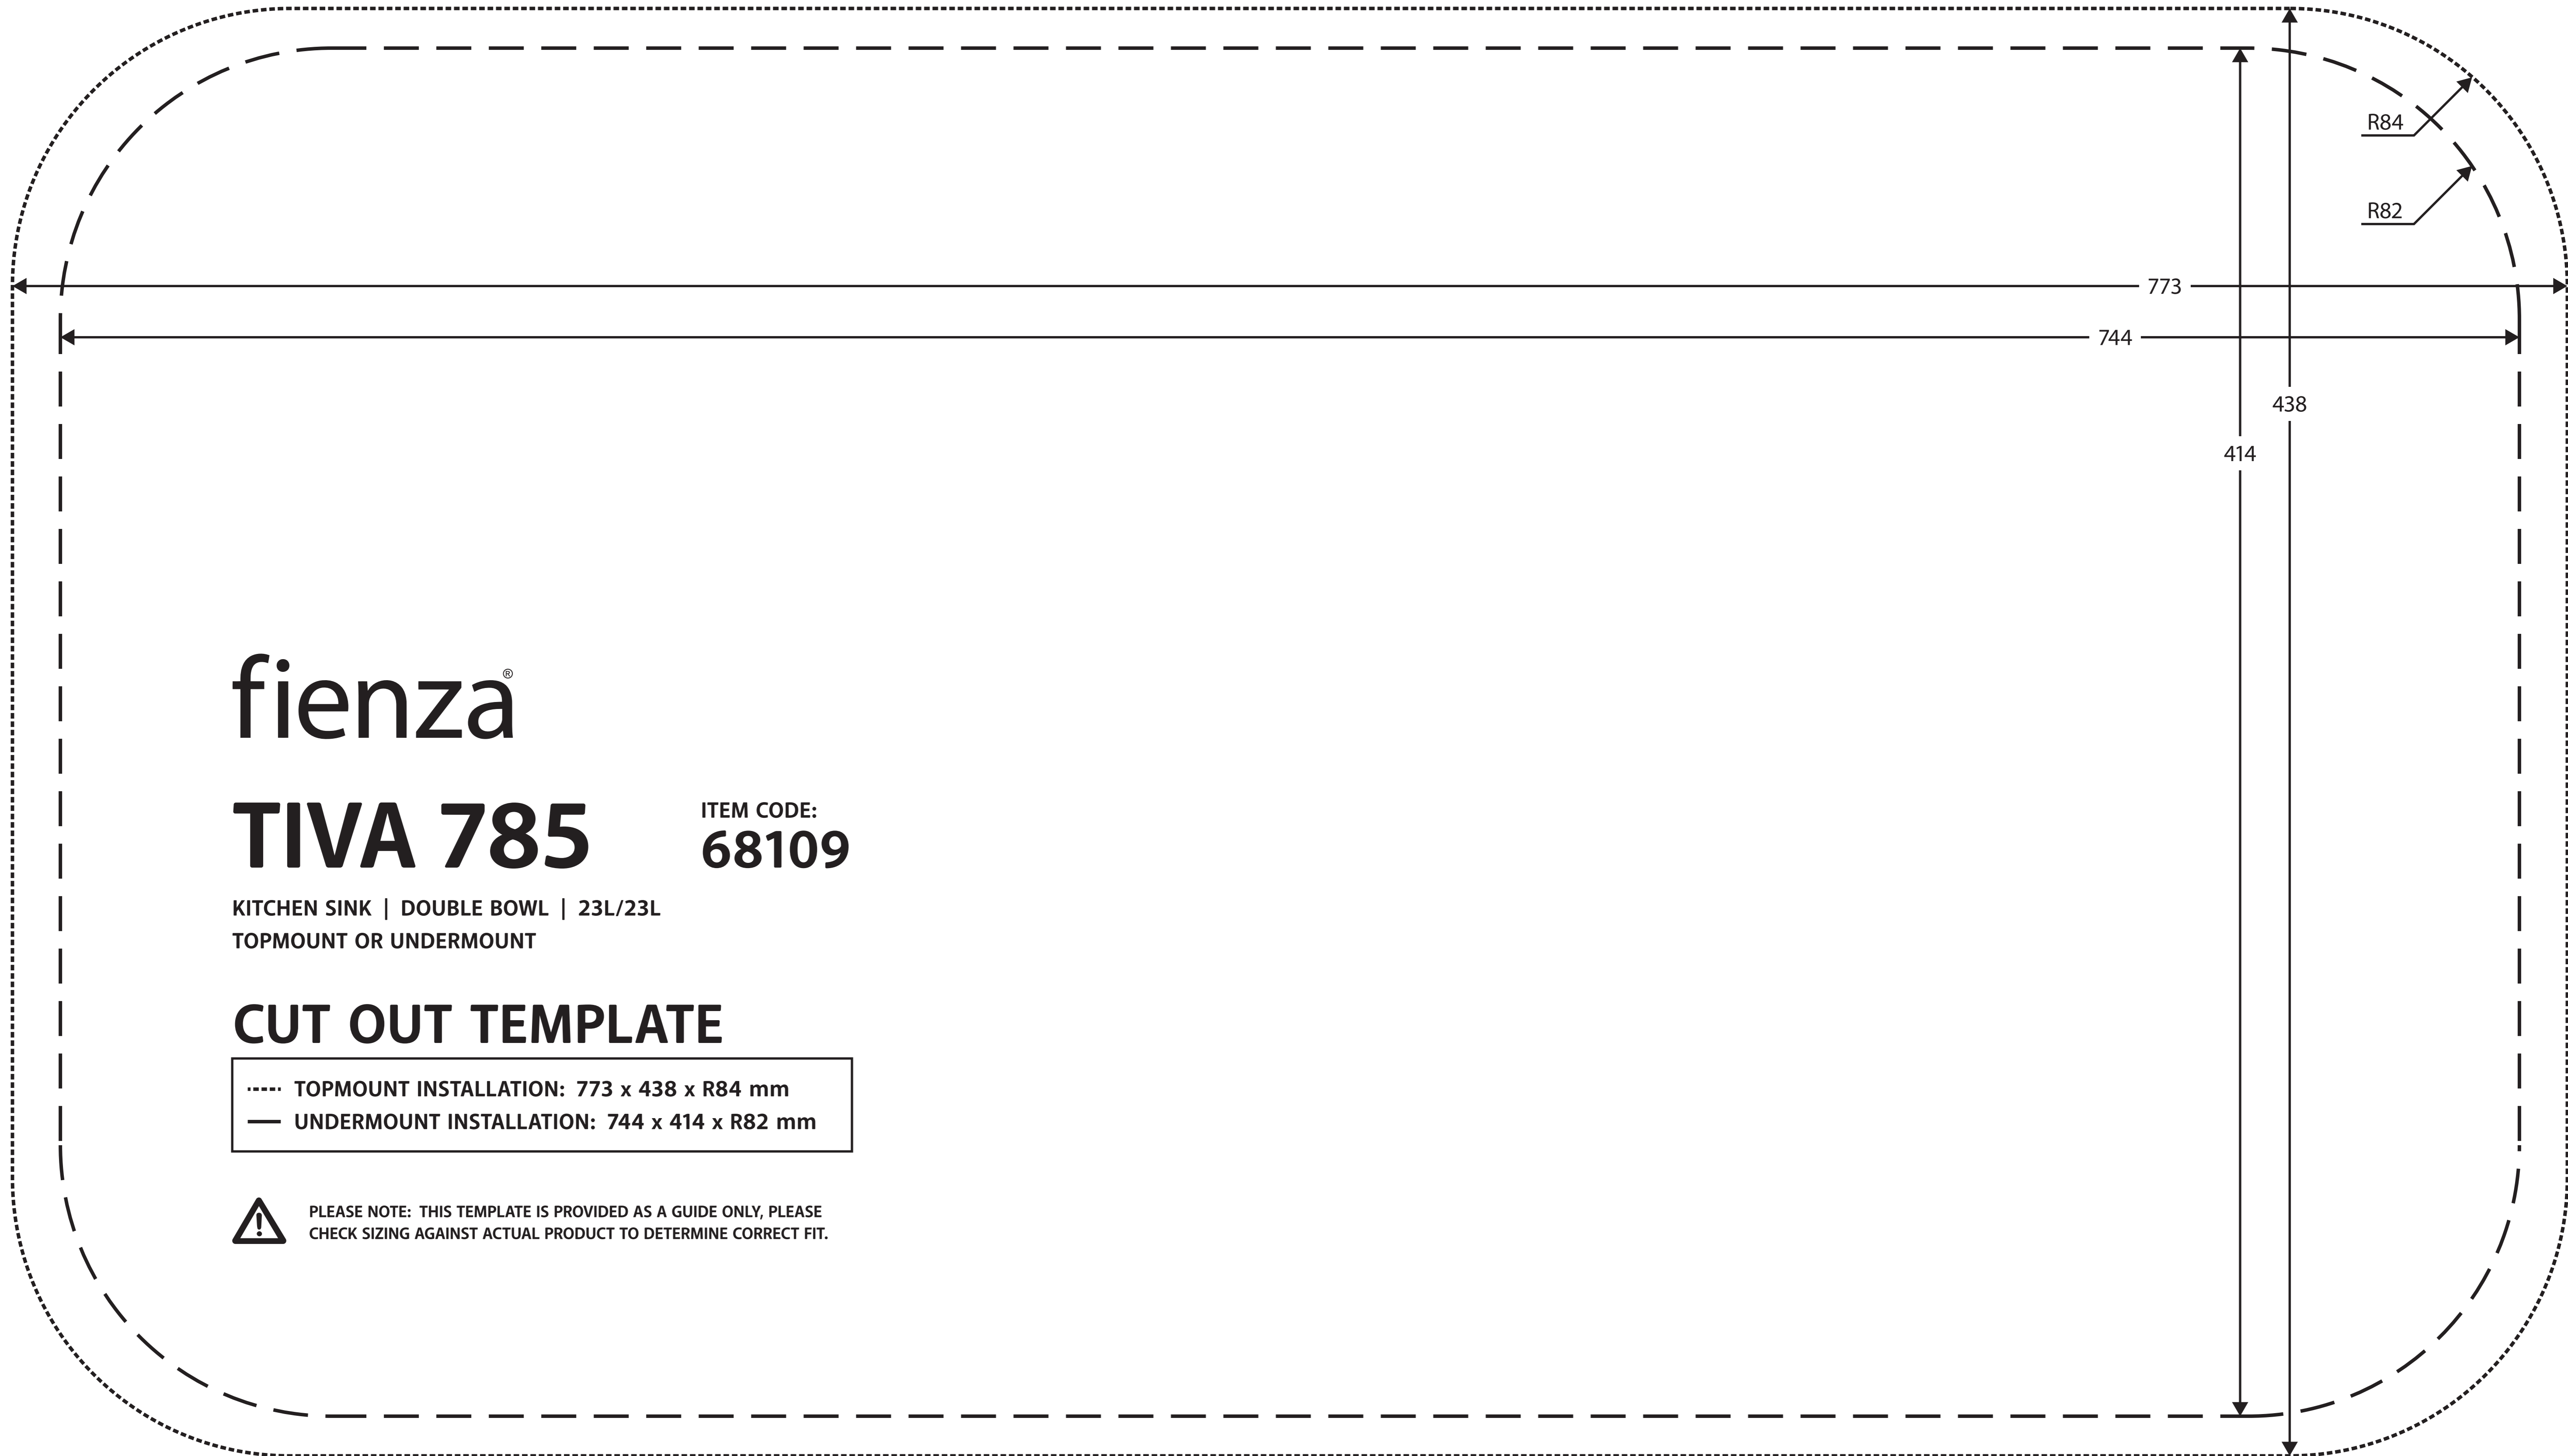 R84
R82
773
744
438
414
fienza®
TIVA 785
ITEM CODE:
68109
KITCHEN SINK | DOUBLE BOWL | 23L/23L
TOPMOUNT OR UNDERMOUNT
CUT OUT TEMPLATE
TOPMOUNT INSTALLATION: 773 x 438 x R84 mm
UNDERMOUNT INSTALLATION: 744 x 414 x R82 mm
PLEASE NOTE: THIS TEMPLATE IS PROVIDED AS A GUIDE ONLY, PLEASE
CHECK SIZING AGAINST ACTUAL PRODUCT TO DETERMINE CORRECT FIT.